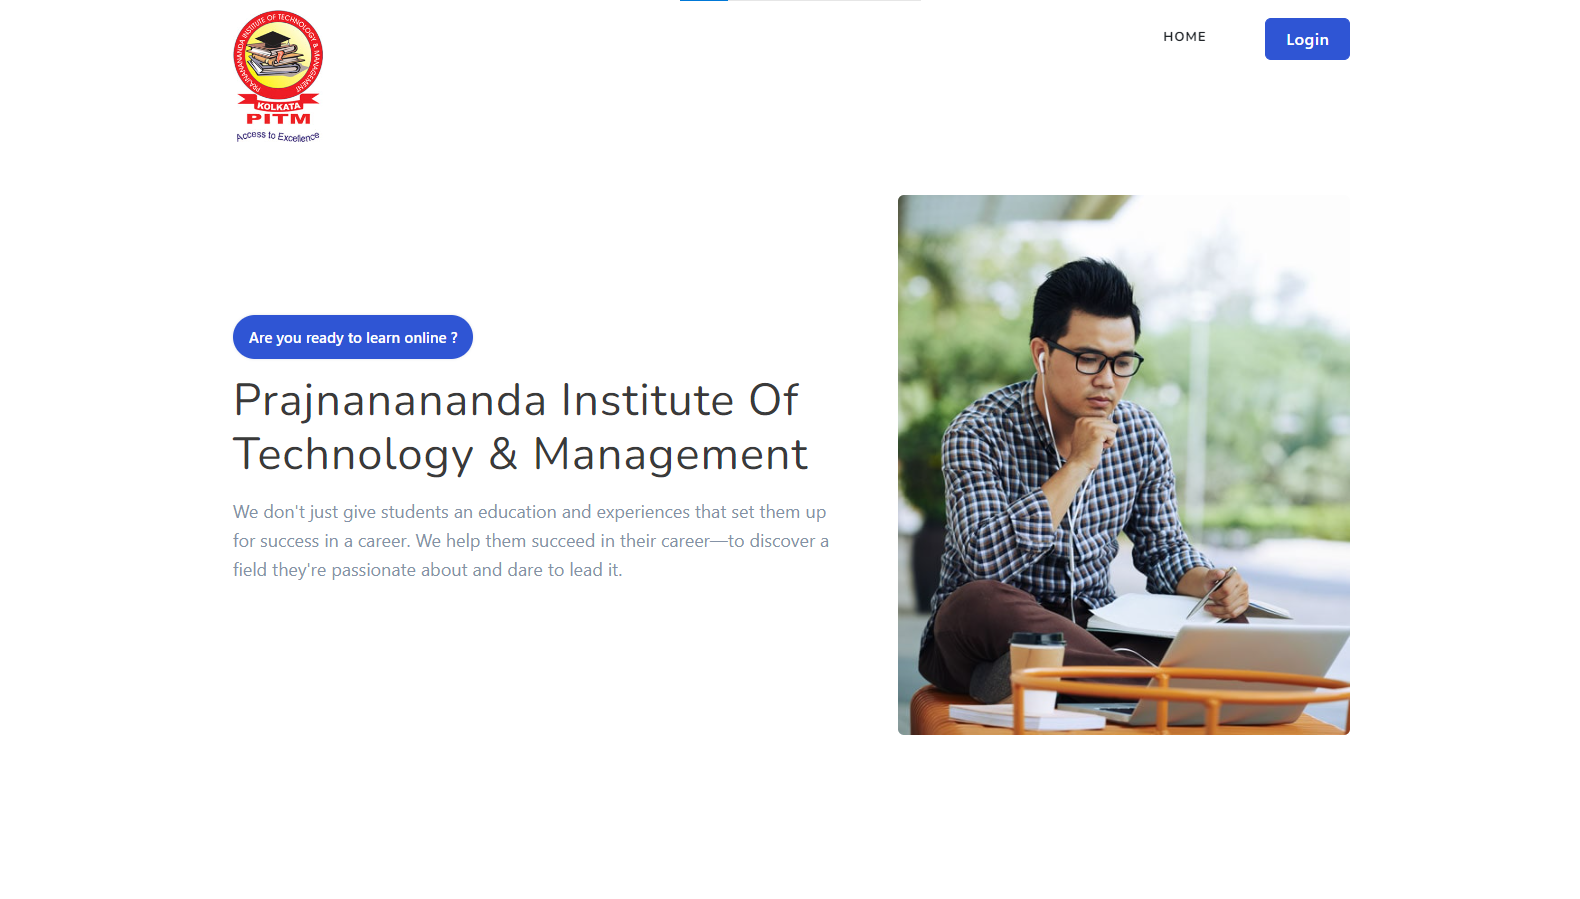 PRAJNANANANDA INSTITUTE OF TECHNOLOGY & MANAGEMENT
KOLKATA
PITM
Access to Excellence
HOME
Login
Are you ready to learn online ?
Prajnanananda Institute Of
Technology & Management
We don't just give students an education and experiences that set them up
for success in a career. We help them succeed in their career—to discover a
field they're passionate about and dare to lead it.